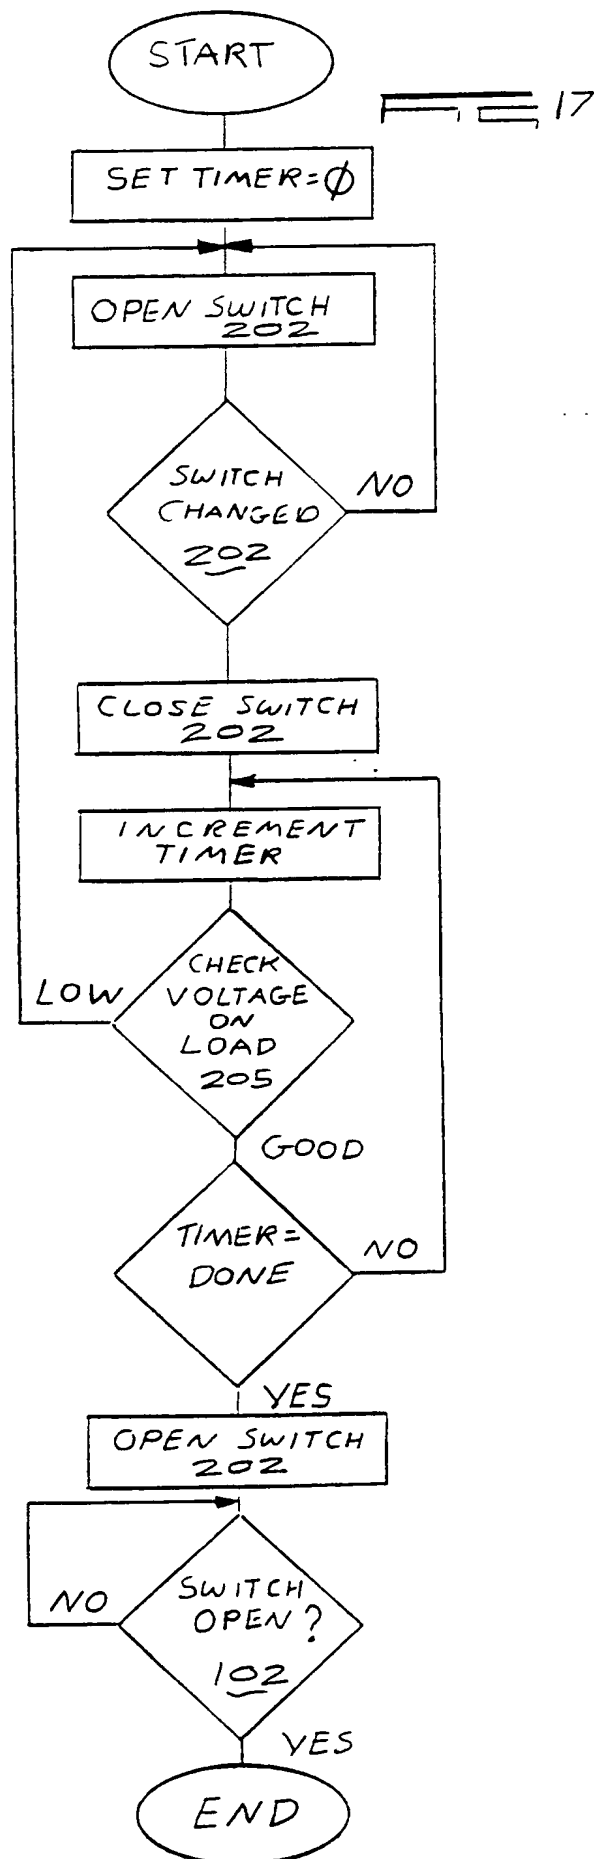 START
FIG 17
SET TIMER=Ø
OPEN SWITCH
202
SWITCH
CHANGED
202
NO
CLOSE SWITCH
202
INCREMENT
TIMER
CHECK
VOLTAGE
ON
LOAD
205
LOW
GOOD
TIMER=
DONE
NO
YES
OPEN SWITCH
202
SWITCH
OPEN?
102
NO
YES
END